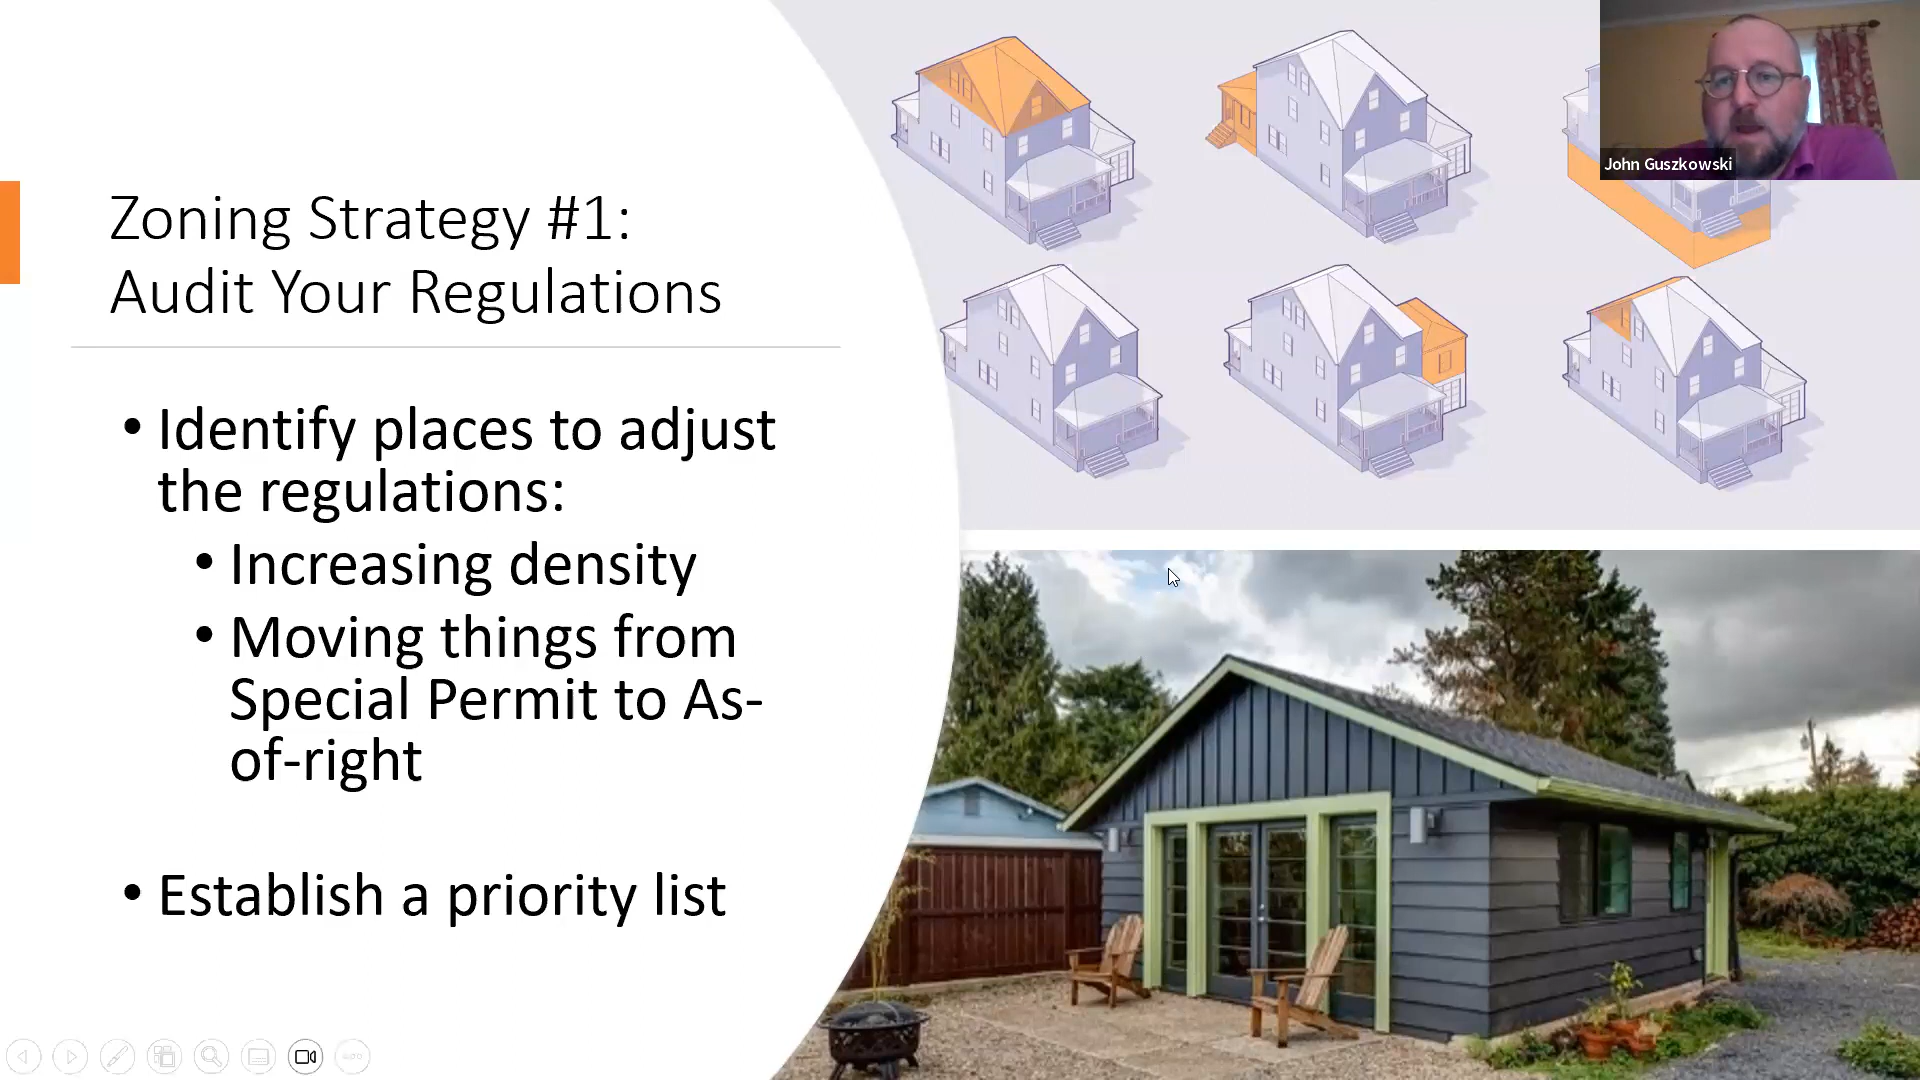 Zoning Strategy #1:
Audit Your Regulations
• Identify places to adjust
the regulations:
• Increasing density
• Moving things from
Special Permit to As-
of-right
• Establish a priority list
John Guszkowski